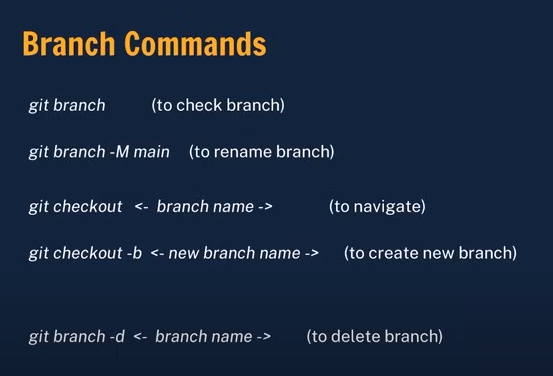 Branch Commands
git branch (to check branch)
git branch -M main (to rename branch)
git checkout <- branch name -> (to navigate)
git checkout -b <- new branch name -> (to create new branch)
git branch -d <- branch name -> (to delete branch)